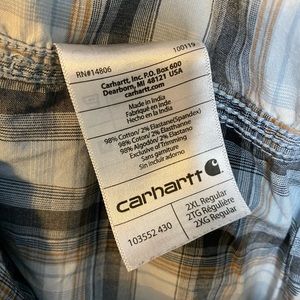 RN#14806 100119
Carhartt, Inc. P.O. Box 600
Dearborn, MI 48121 USA
carhartt.com
Made in India
Fabriqué en Inde
Hecho en la India
98% Cotton/ 2% Elastane(Spandex)
98% Coton/ 2% Élasthanne
98% Algodón/ 2% Elastano
Exclusive of Trimming
Sans garniture
Sin incluir adorno
carhartt
103552 430
2XL Regular
2TG Régulière
2XG Regular